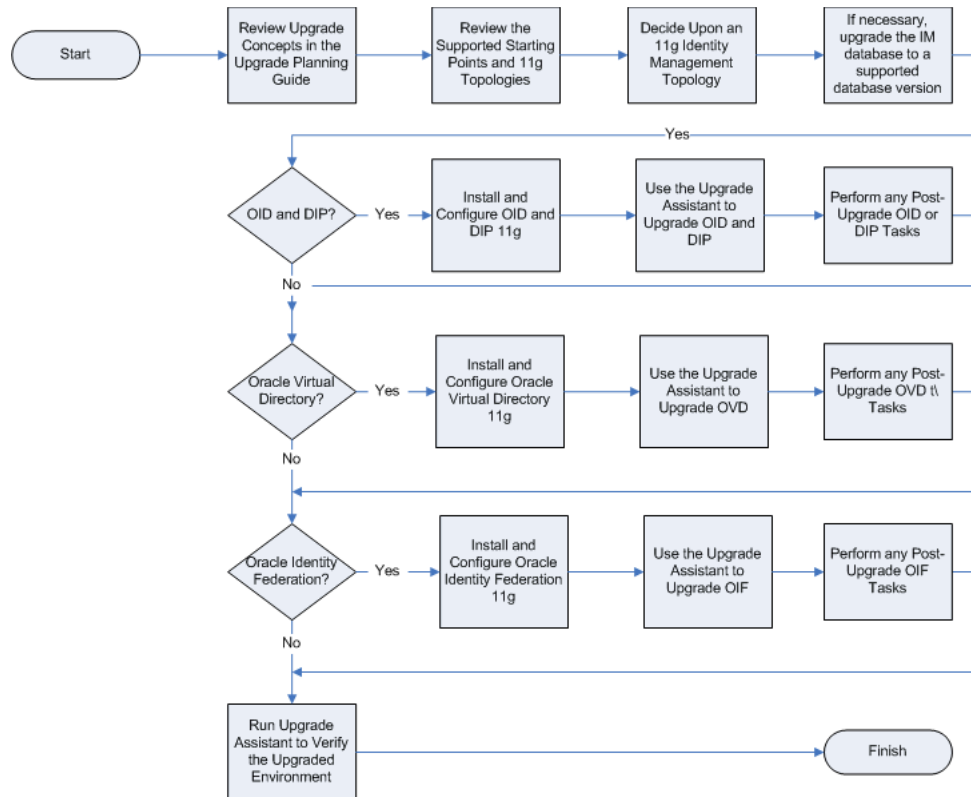 Start
Review Upgrade
Concepts in the
Upgrade Planning
Guide
Review the
Supported Starting
Points and 11g
Topologies
Decide Upon an
11g Identity
Management
Topology
If necessary,
upgrade the IM
database to a
supported
database version
Yes
OID and DIP?
Yes
Install and
Configure OID and
DIP 11g
Use the Upgrade
Assistant to
Upgrade OID and
DIP
Perform any Post-
Upgrade OID or
DIP Tasks
No
Oracle Virtual
Directory?
Yes
Install and
Configure Oracle
Virtual Directory
11g
Use the Upgrade
Assistant to
Upgrade OVD
Perform any Post-
Upgrade OVD t\
Tasks
No
Oracle Identity
Federation?
Yes
Install and
Configure Oracle
Identity Federation
11g
Use the Upgrade
Assistant to
Upgrade OIF
Perform any Post-
Upgrade OIF
Tasks
No
Run Upgrade
Assistant to Verify
the Upgraded
Environment
Finish